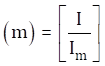 (m) = [I / I_m]